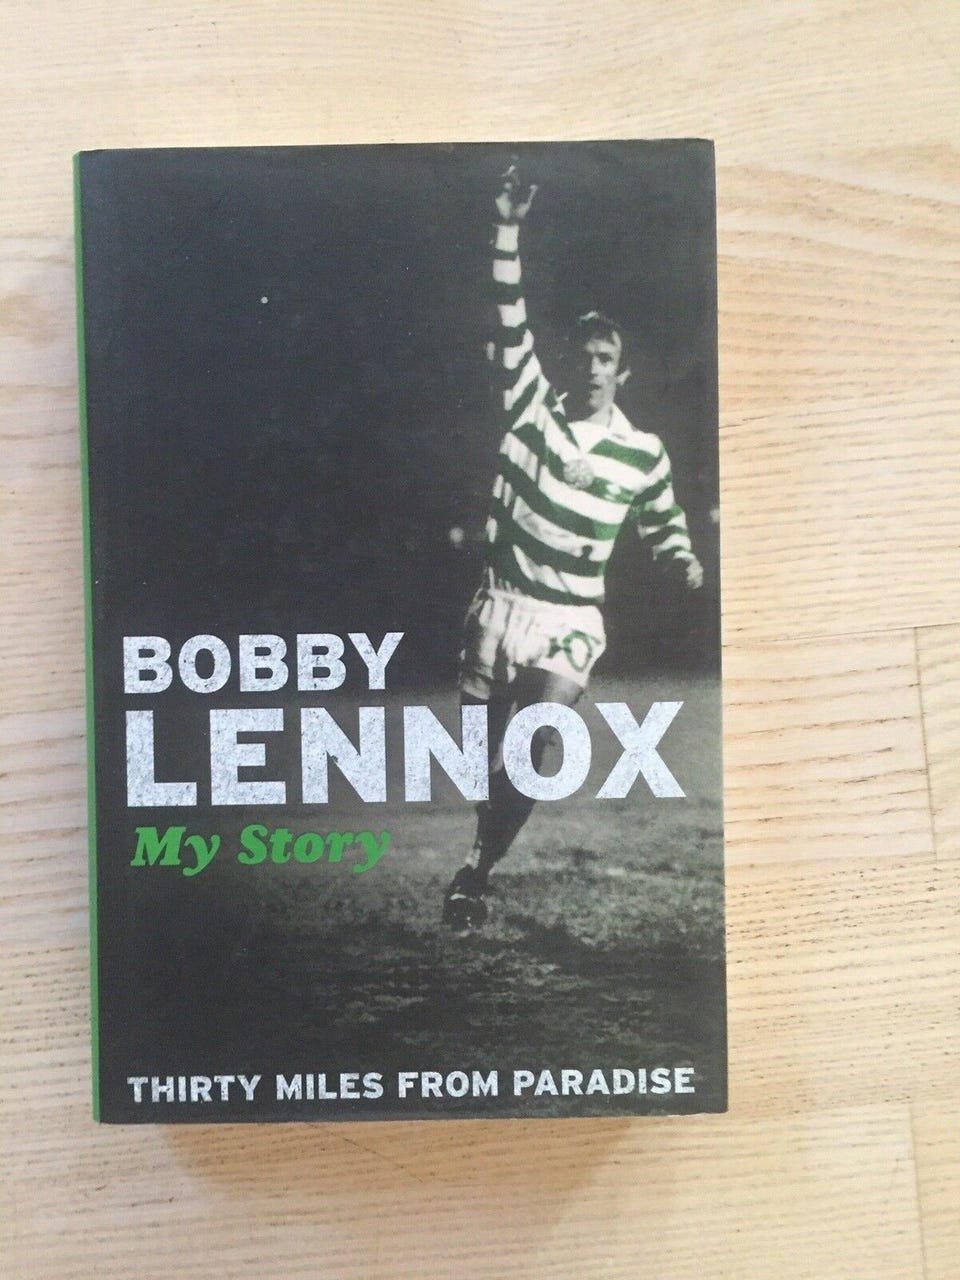 BOBBY
LENNOX
My Story
THIRTY MILES FROM PARADISE